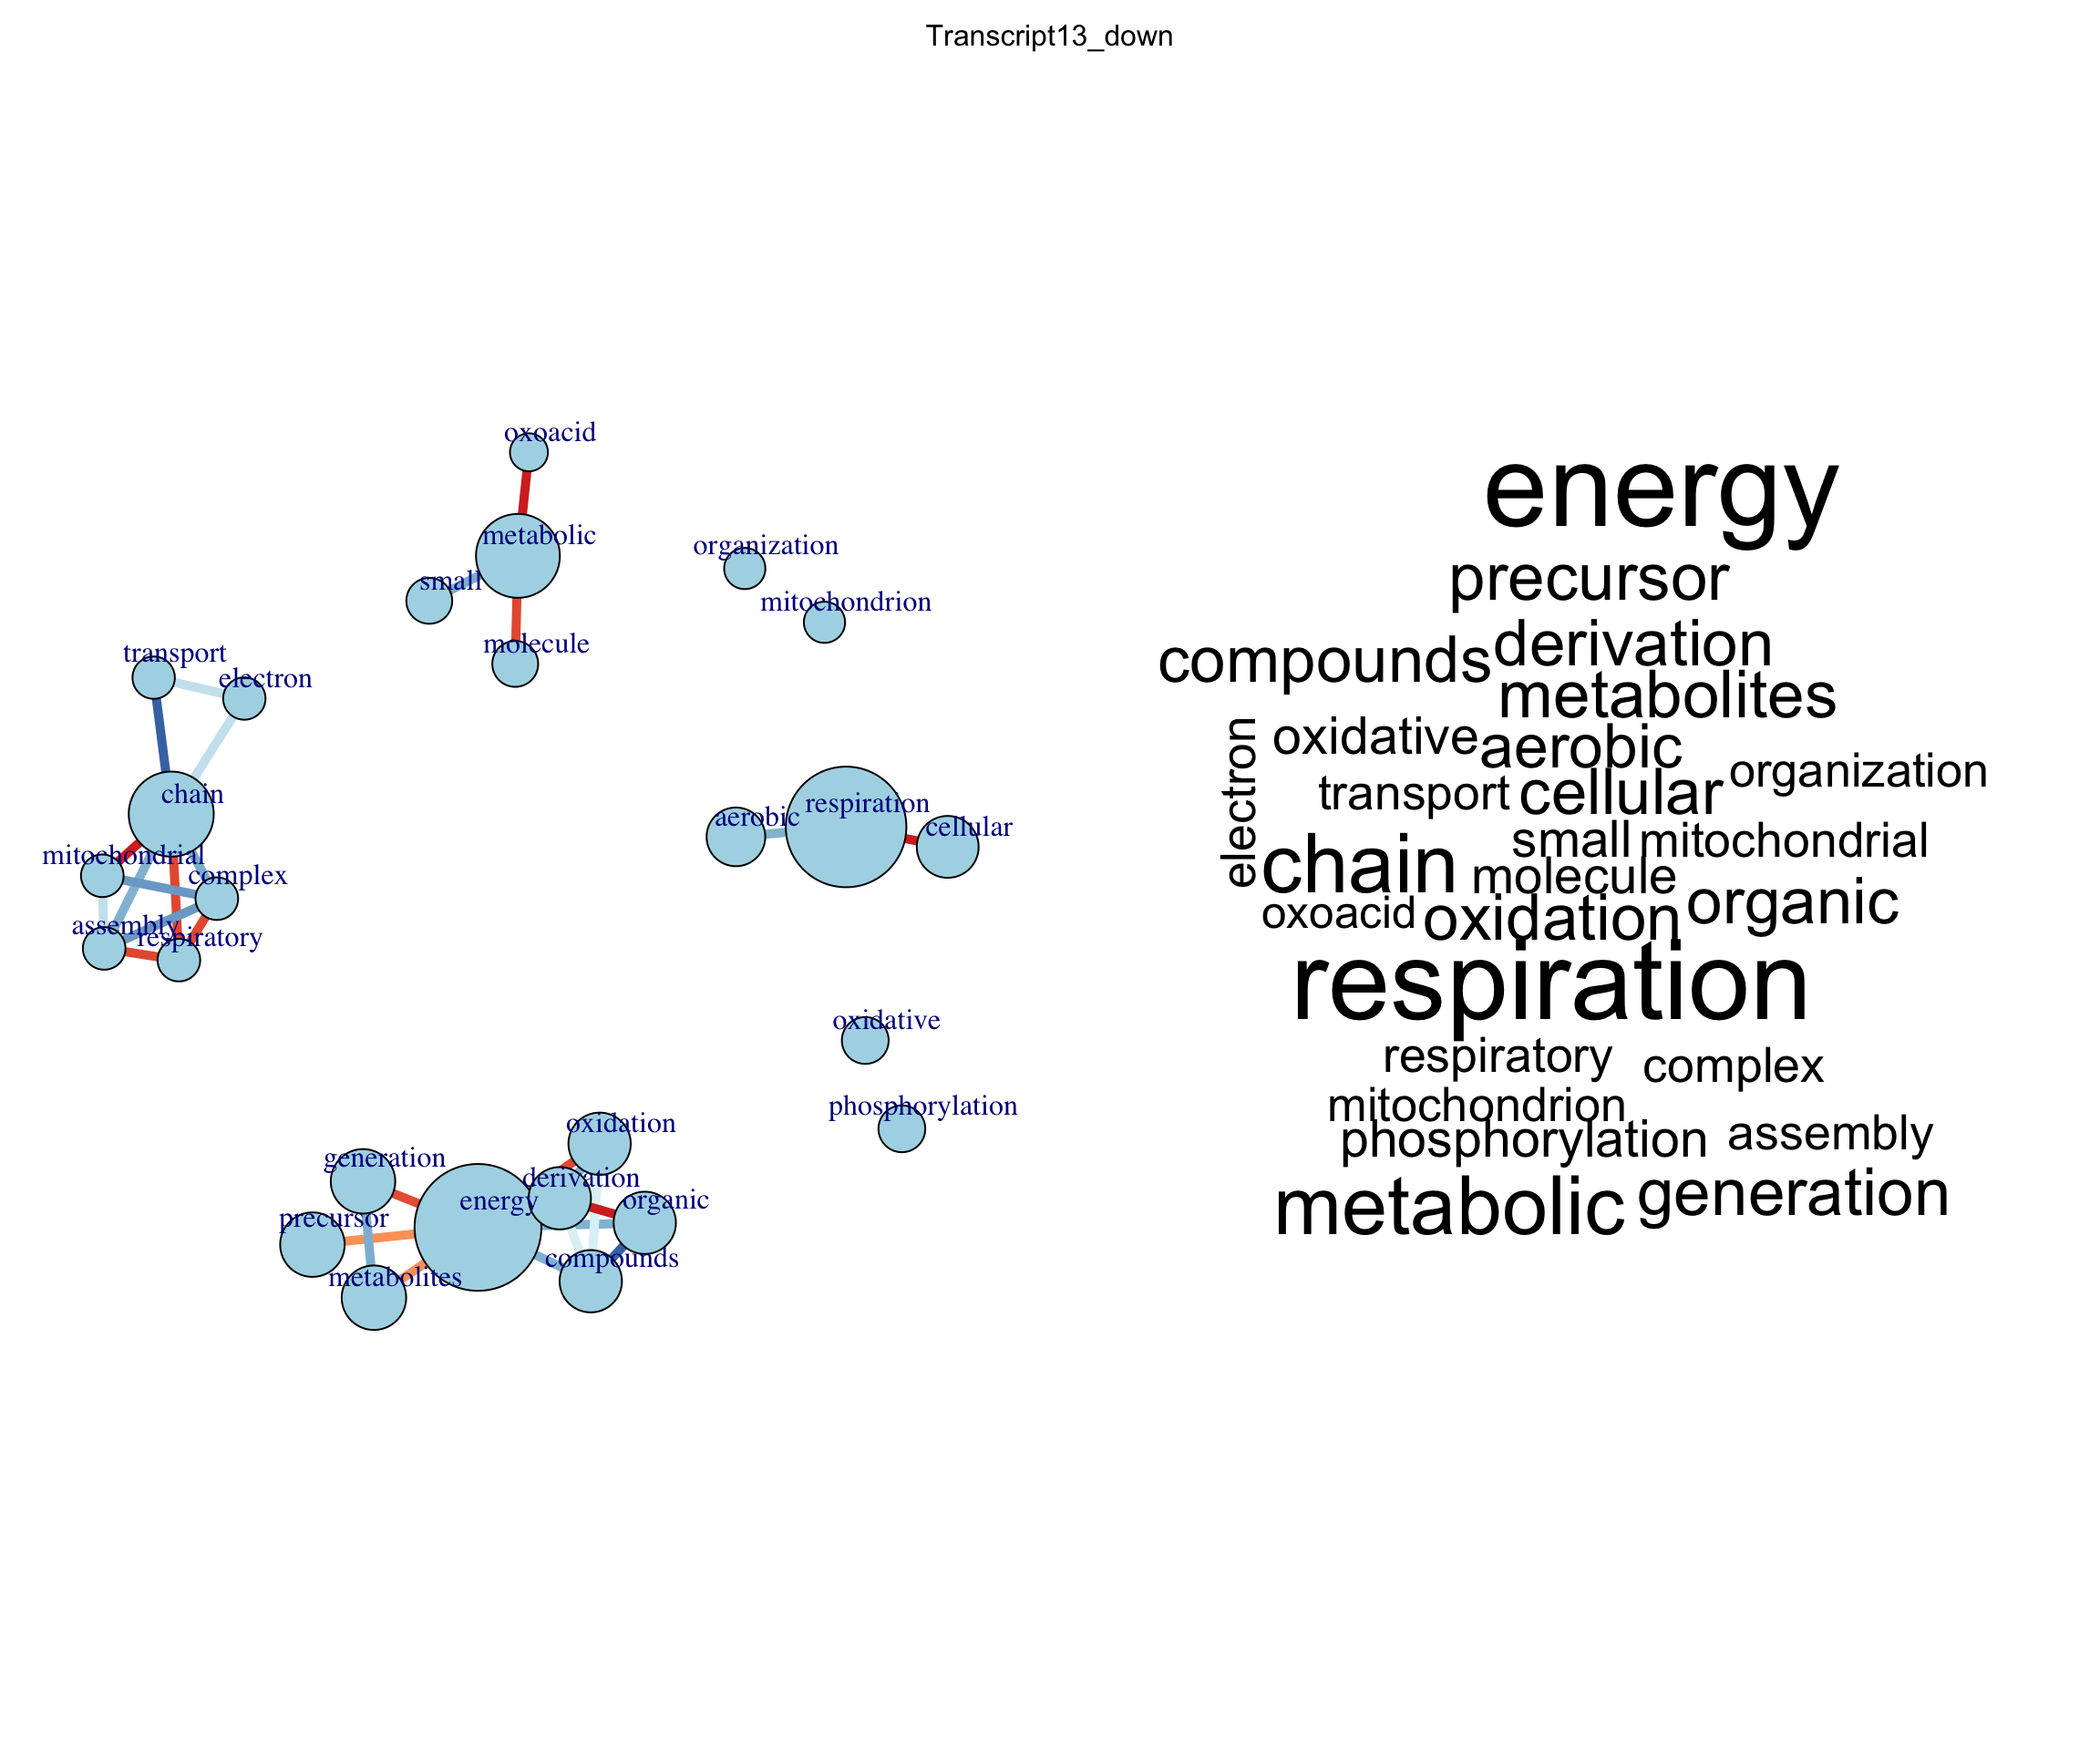 Transcript13_down
oxoacid
metabolic
small
molecule
organization
mitochondrion
transport
electron
chain
mitochondrial
complex
assembly
respiratory
respiration
aerobic
cellular
oxidative
phosphorylation
oxidation
generation
derivation
energy
organic
precursor
compounds
metabolites
energy
precursor
derivation
compounds
metabolites
oxidative
aerobic
electron
organization
transport
cellular
small
mitochondrial
chain
molecule
organic
oxoacid
oxidation
respiration
respiratory
complex
mitochondrion
phosphorylation
assembly
metabolic
generation